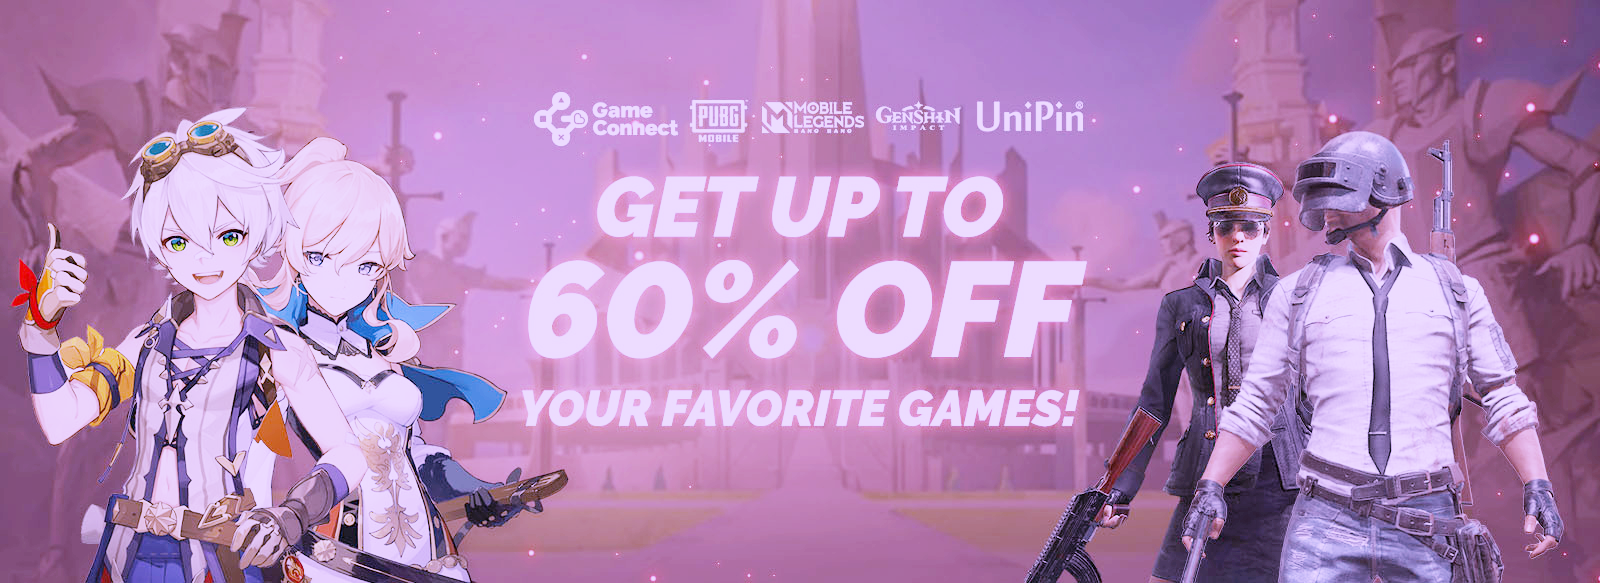 Game Connect
PUBG MOBILE
MOBILE LEGENDS BANG BANG
GENSHIN IMPACT
UniPin®
GET UP TO
60% OFF
YOUR FAVORITE GAMES!